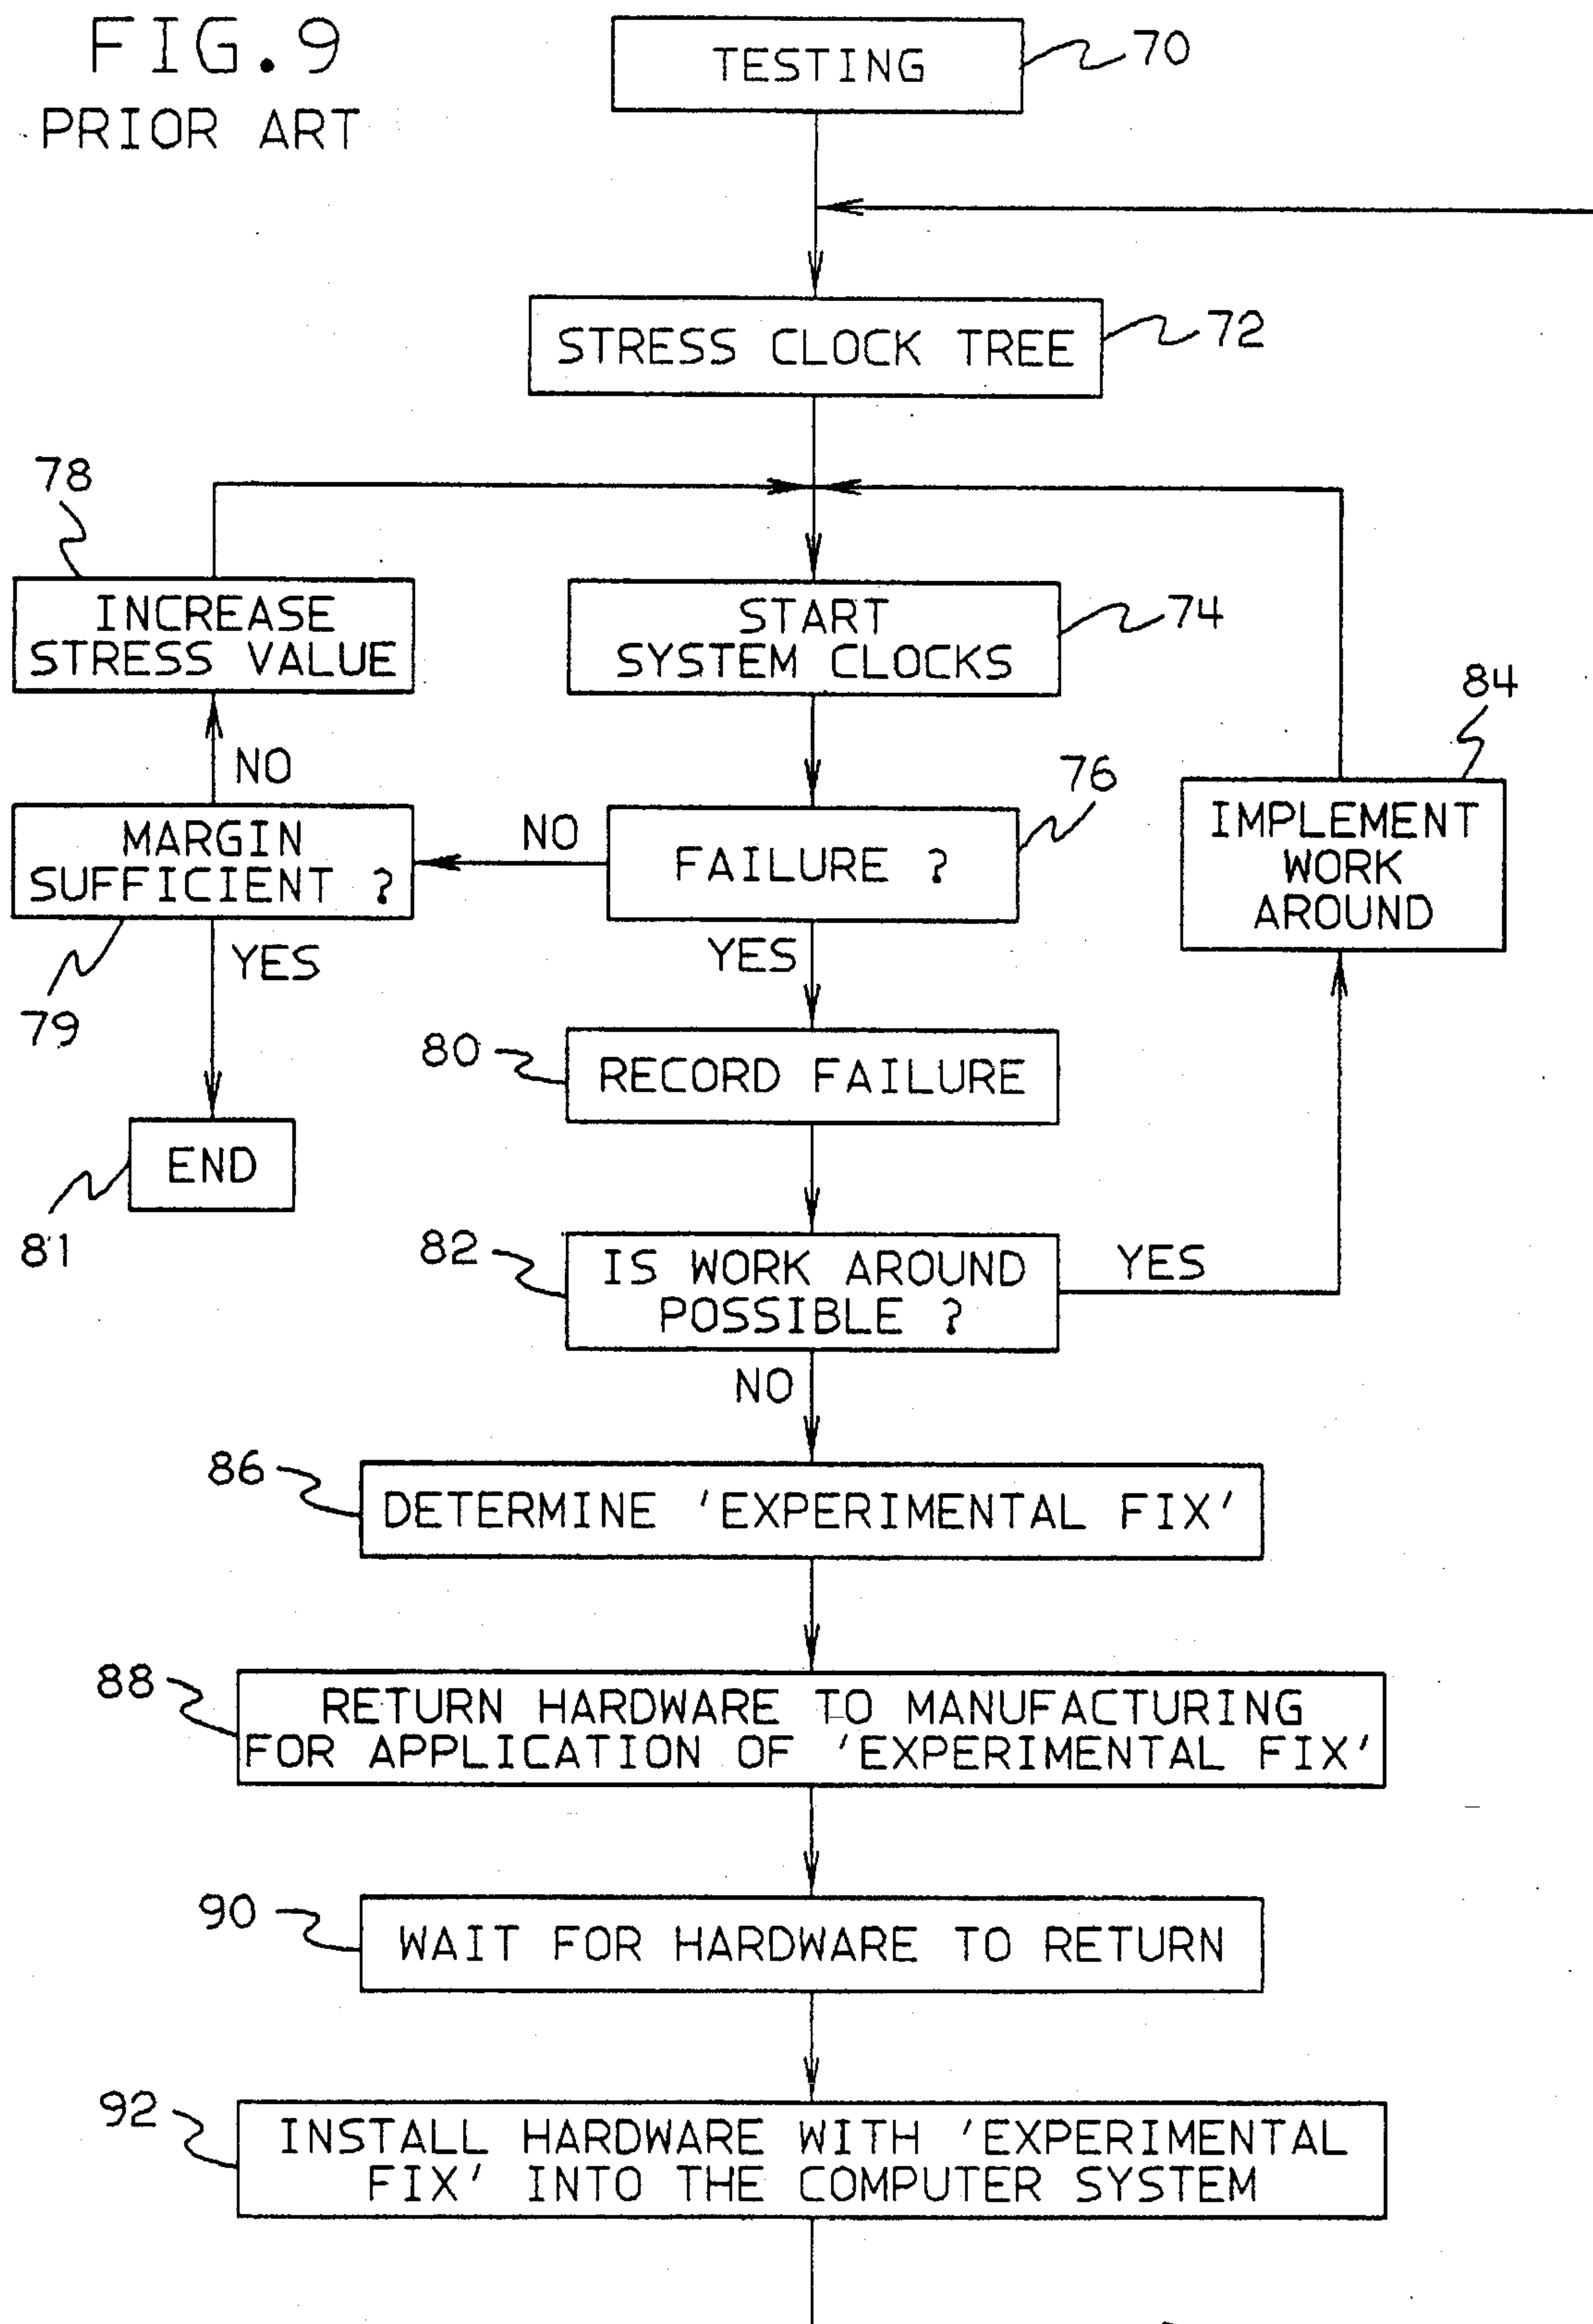 FIG.9
PRIOR ART
TESTING
70
STRESS CLOCK TREE
72
78
INCREASE
STRESS VALUE
START
SYSTEM CLOCKS
74
84
NO
76
MARGIN
SUFFICIENT ?
NO
FAILURE ?
IMPLEMENT
WORK
AROUND
YES
YES
79
80
RECORD FAILURE
END
81
82
IS WORK AROUND
POSSIBLE ?
YES
NO
86
DETERMINE 'EXPERIMENTAL FIX'
88
RETURN HARDWARE TO MANUFACTURING
FOR APPLICATION OF 'EXPERIMENTAL FIX'
90
WAIT FOR HARDWARE TO RETURN
92
INSTALL HARDWARE WITH 'EXPERIMENTAL
FIX' INTO THE COMPUTER SYSTEM